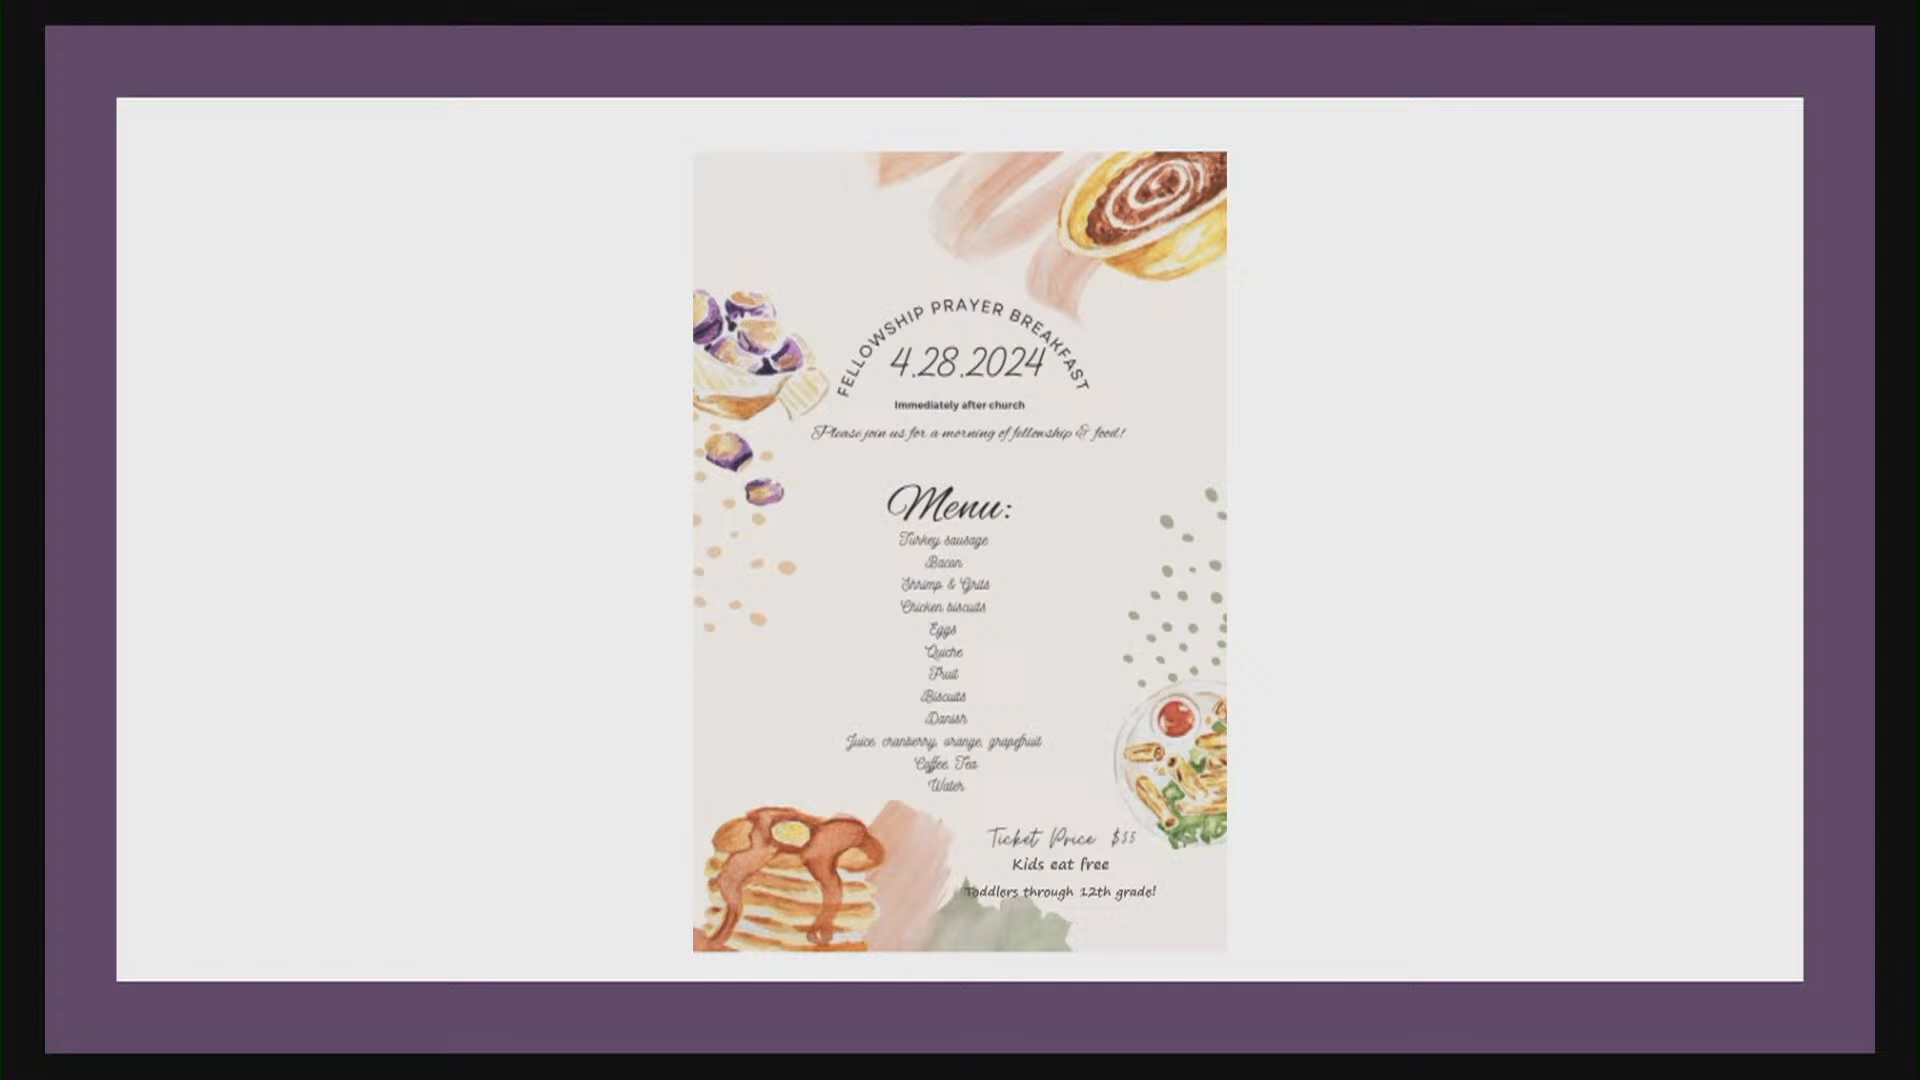 FELLOWSHIP PRAYER BREAKFAST
4.28.2024
Immediately after church
Please join us for a morning of fellowship & food!
Menu:
Turkey sausage
Bacon
Shrimp & Grits
Chicken biscuits
Eggs
Quiche
Fruit
Biscuits
Danish
Juice: cranberry, orange, grapefruit
Coffee, Tea
Water
Ticket Price
Kids eat free
Toddlers through 12th grade!